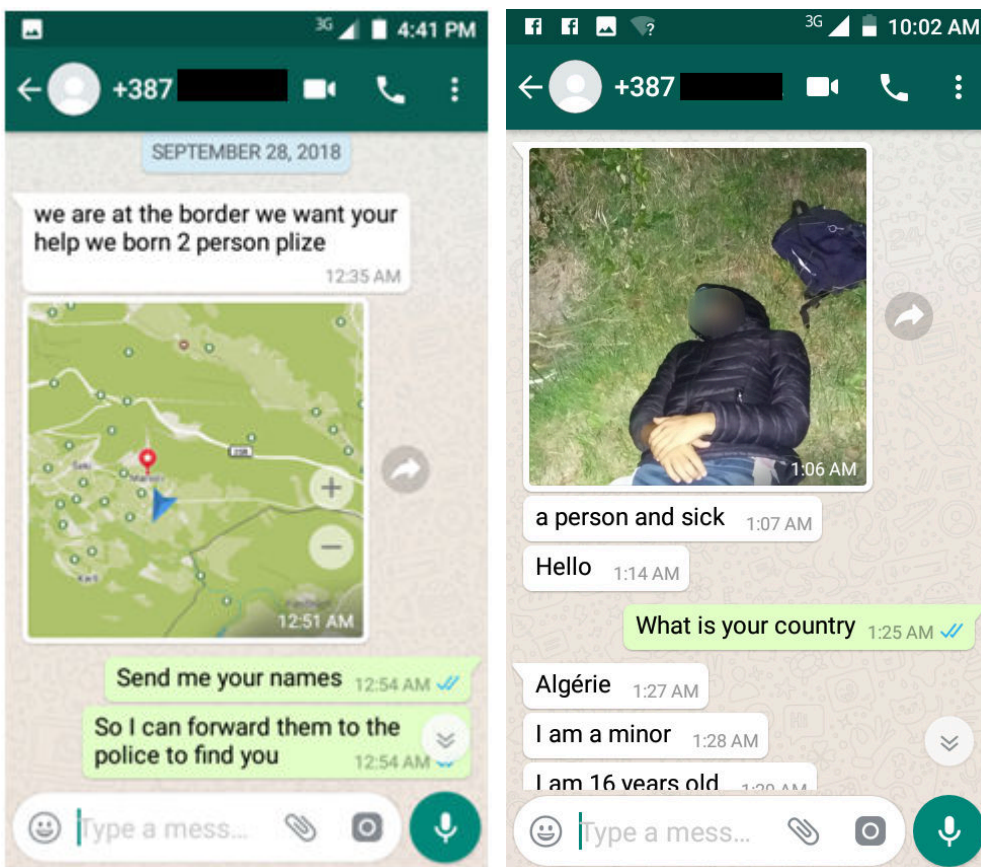 3G 4:41 PM
+387
SEPTEMBER 28, 2018
we are at the border we want your
help we born 2 person plize
12:35 AM
12:51 AM
Send me your names 12:54 AM
So I can forward them to the
police to find you 12:54 AM
Type a mess...
3G 10:02 AM
+387
1:06 AM
a person and sick 1:07 AM
Hello 1:14 AM
What is your country 1:25 AM
Algérie 1:27 AM
I am a minor 1:28 AM
I am 16 years old
Type a mess...